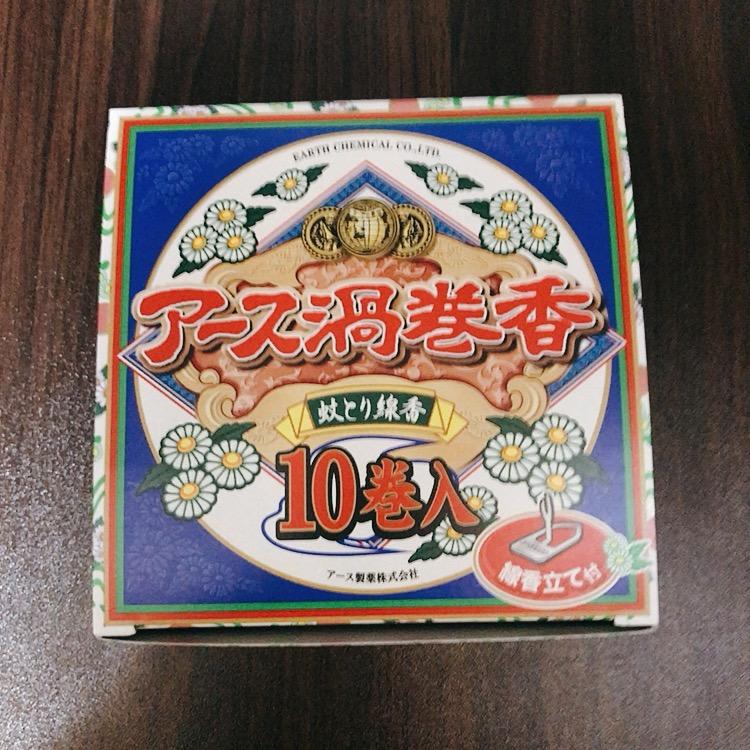 EARTH CHEMICAL CO.,LTD.
アース渦巻香
蚊とり線香
10巻入
線香立て付
アース製薬株式会社